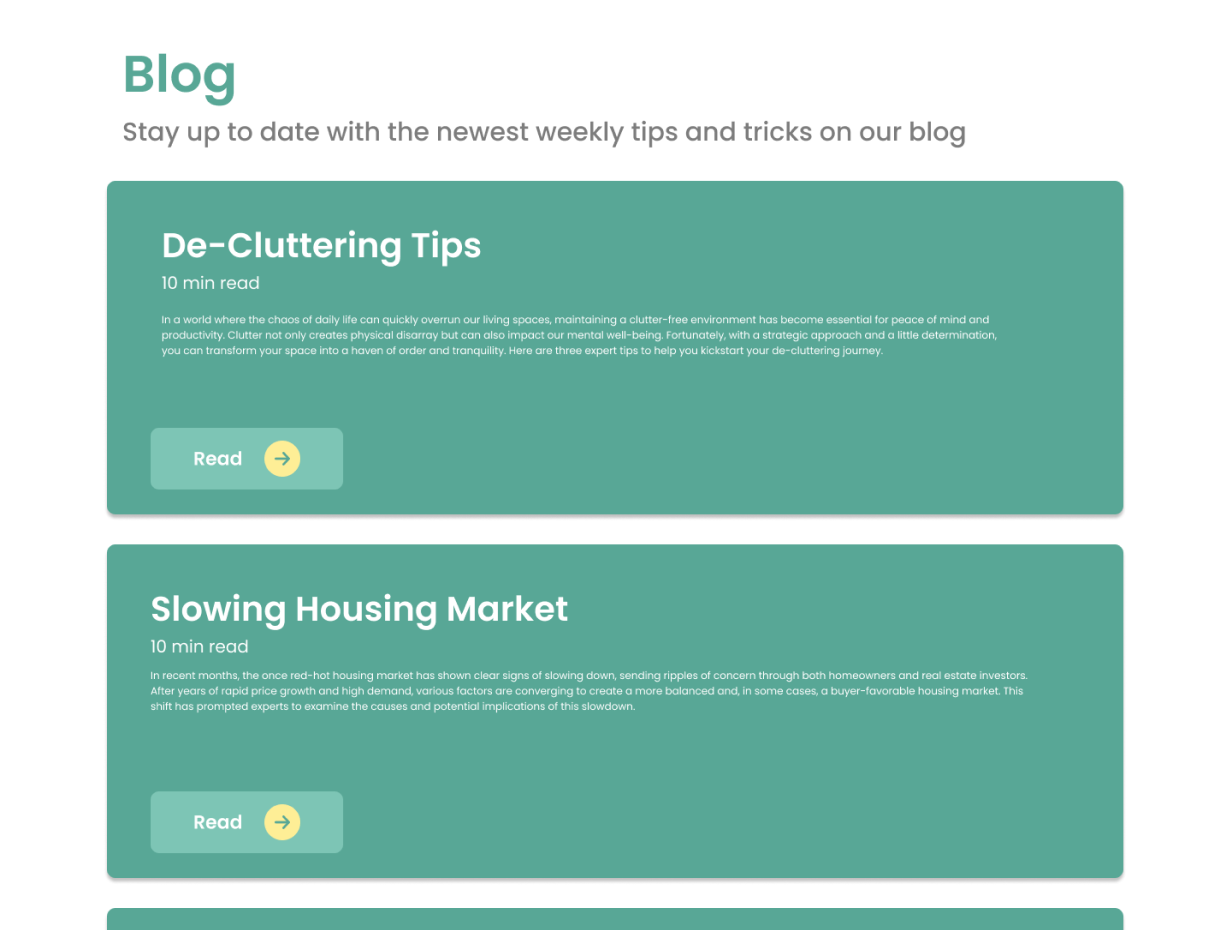 Blog
Stay up to date with the newest weekly tips and tricks on our blog
De-Cluttering Tips
10 min read
In a world where the chaos of daily life can quickly overrun our living spaces, maintaining a clutter-free environment has become essential for peace of mind and
productivity. Clutter not only creates physical disarray but can also impact our mental well-being. Fortunately, with a strategic approach and a little determination,
you can transform your space into a haven of order and tranquility. Here are three expert tips to help you kickstart your de-cluttering journey.
Read
Slowing Housing Market
10 min read
In recent months, the once red-hot housing market has shown clear signs of slowing down, sending ripples of concern through both homeowners and real estate investors.
After years of rapid price growth and high demand, various factors are converging to create a more balanced and, in some cases, a buyer-favorable housing market. This
shift has prompted experts to examine the causes and potential implications of this slowdown.
Read